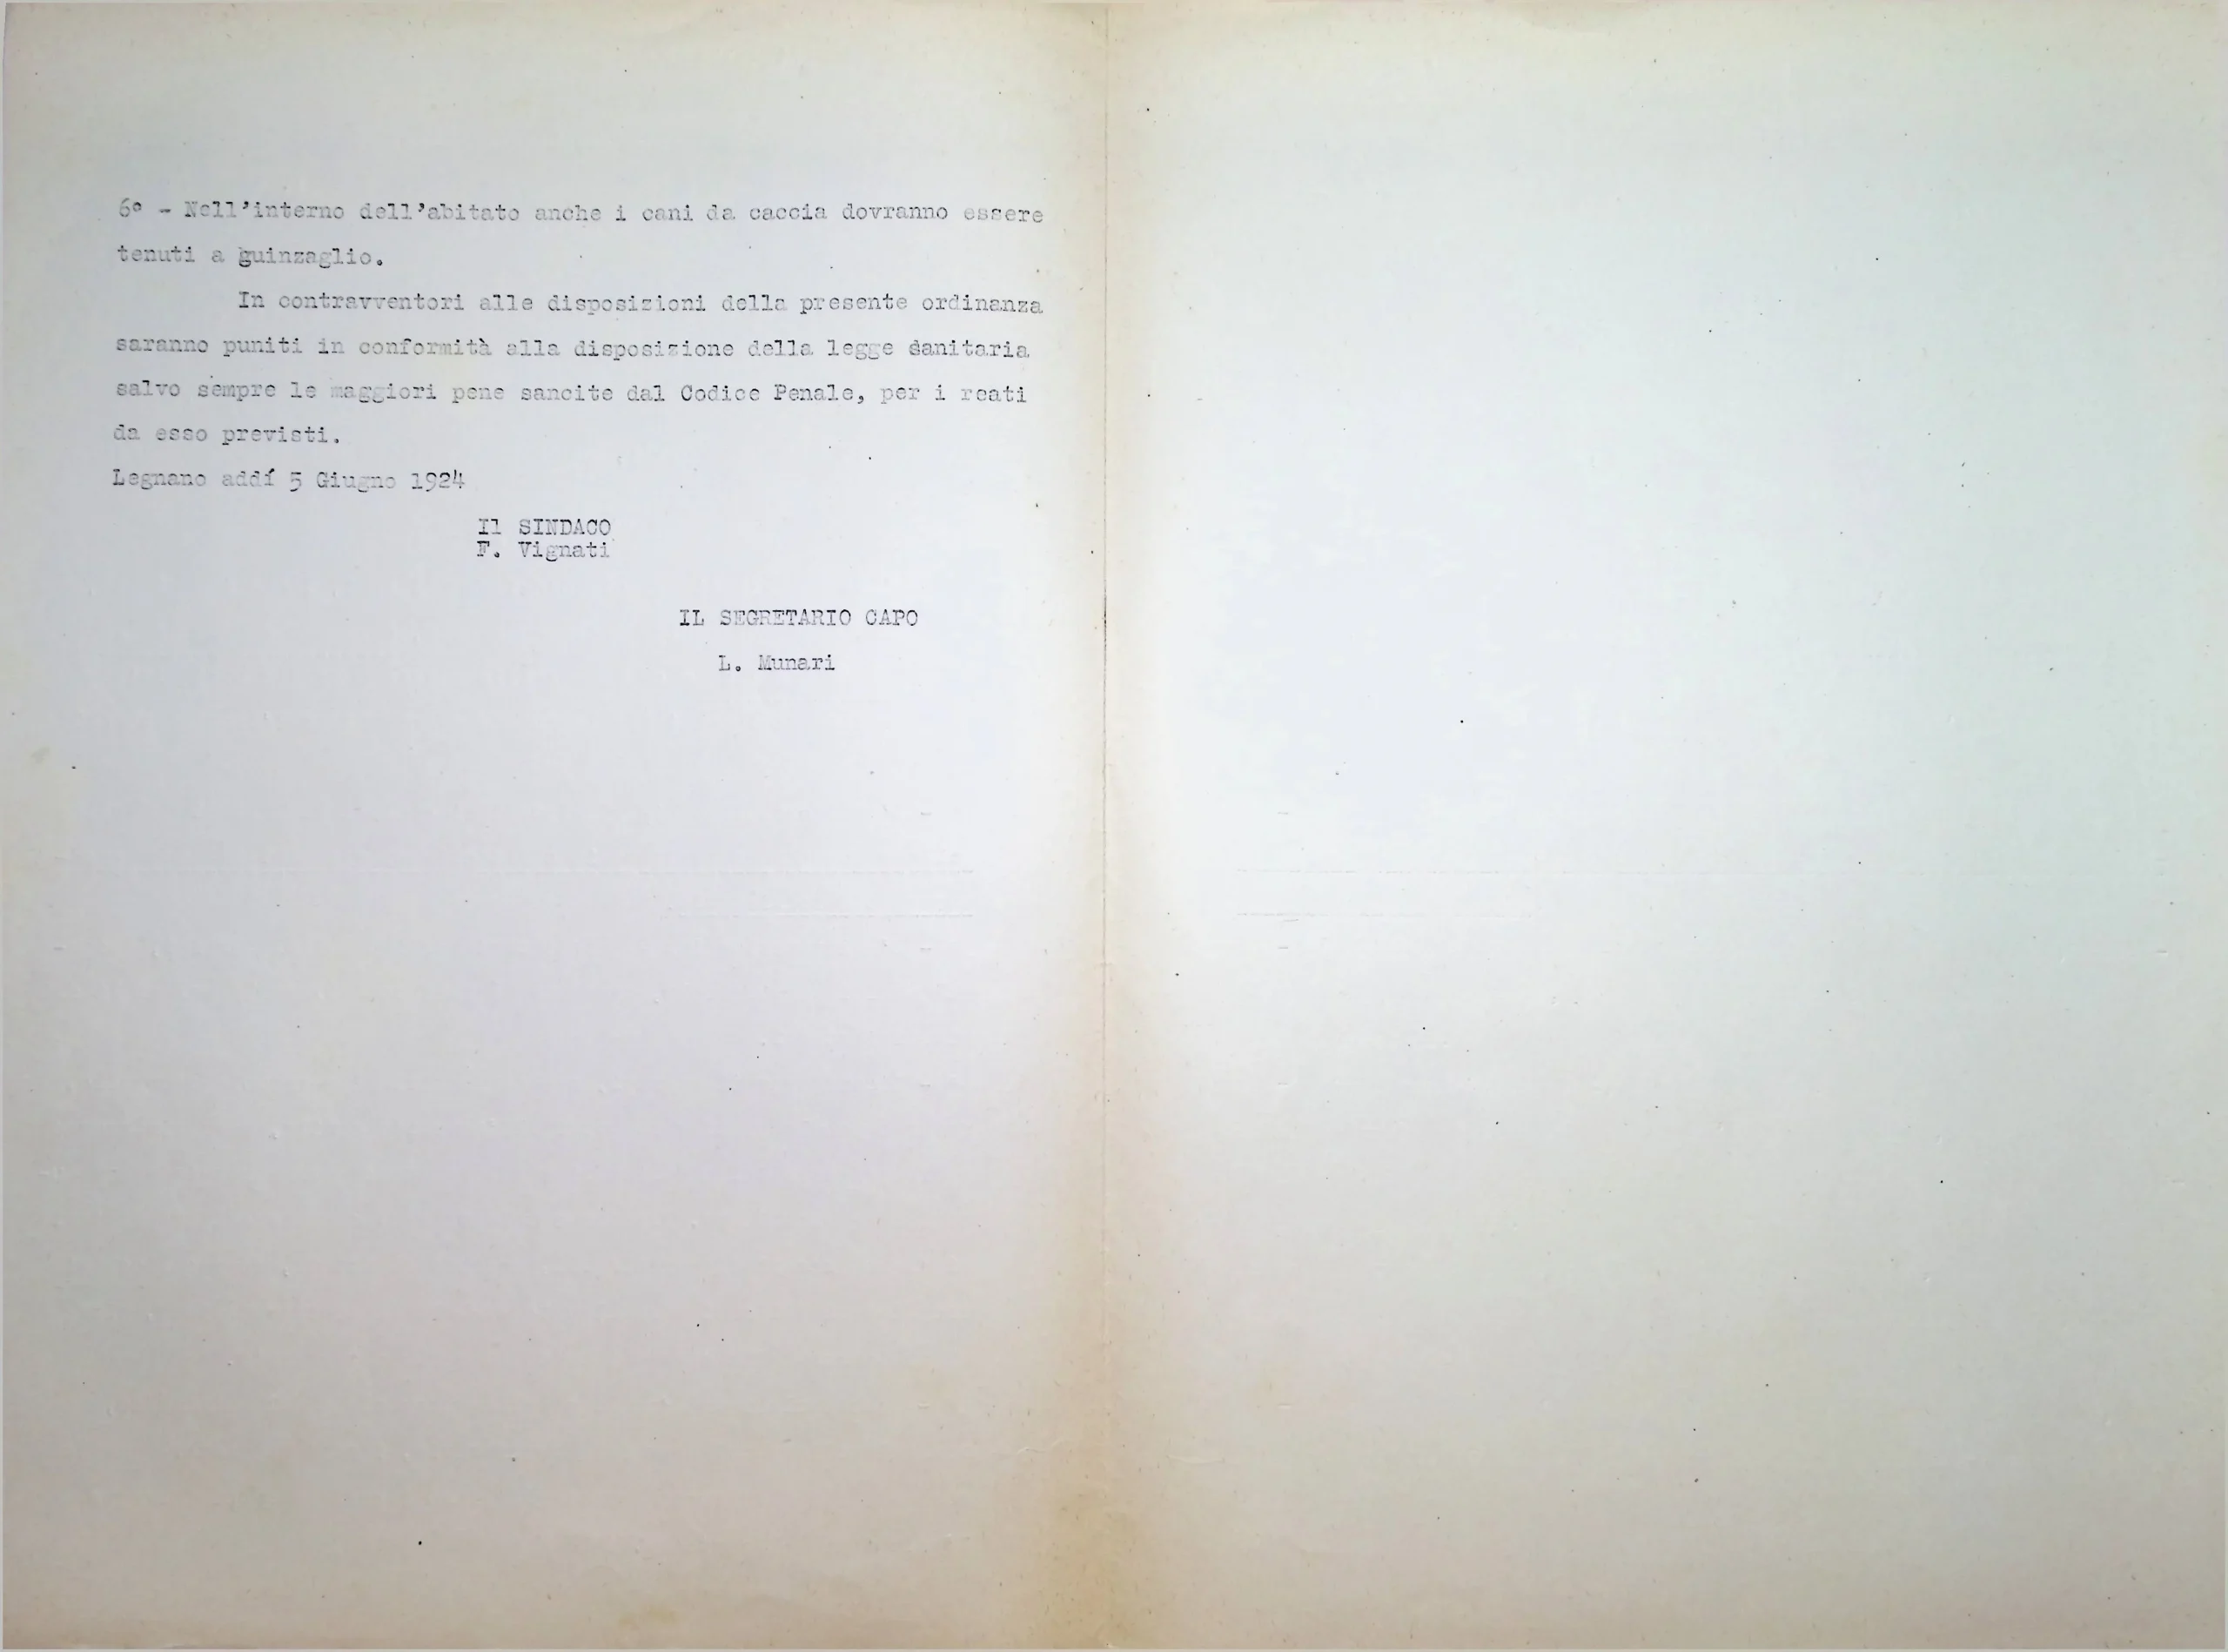 6° - Nell'interno dell'abitato anche i cani da caccia dovranno essere
tenuti a guinzaglio.
In contravventori alle disposizioni della presente ordinanza
saranno puniti in conformità alla disposizione della legge sanitaria
salvo sempre le maggiori pene sancite dal Codice Penale, per i reati
da esso previsti.
Legnano addí 5 Giugno 1924
Il SINDACO
F. Vignati
IL SEGRETARIO CAPO
L. Munari